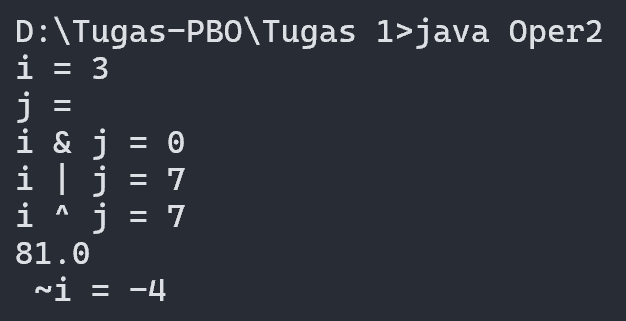 D:\Tugas-PBO\Tugas 1>java Oper2
i = 3
j =
i & j = 0
i | j = 7
i ^ j = 7
81.0
 ~i = -4